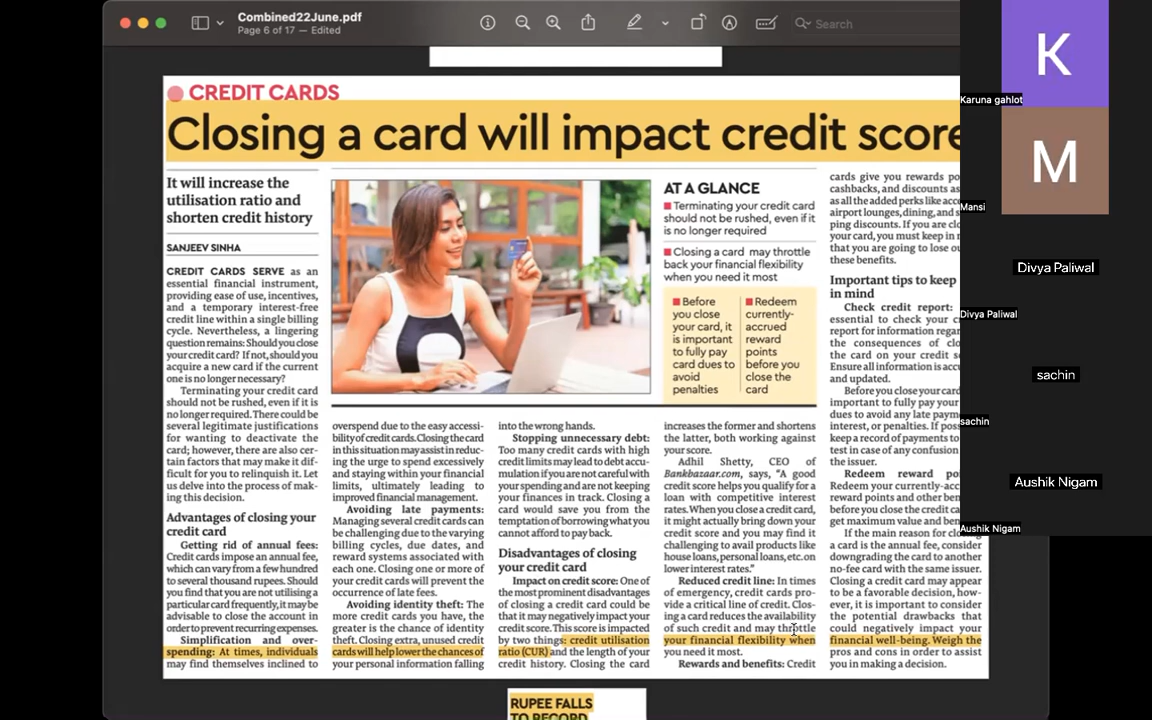 Combined22June.pdf
Page 6 of 17 — Edited
Search
CREDIT CARDS
Closing a card will impact credit score
It will increase the
utilisation ratio and
shorten credit history
SANJEEV SINHA
CREDIT CARDS SERVE as an
essential financial instrument,
providing ease of use, incentives,
and a temporary interest-free
credit line within a single billing
cycle. Nevertheless, a lingering
question remains: Should you close
your credit card? If not, should you
acquire a new card if the current
one is no longer necessary?
Terminating your credit card
should not be rushed, even if it is
no longer required. There could be
several legitimate justifications
for wanting to deactivate the
card; however, there are also cer-
tain factors that may make it dif-
ficult for you to relinquish it. Let
us delve into the process of mak-
ing this decision.
Advantages of closing your
credit card
Getting rid of annual fees:
Credit cards impose an annual fee,
which can vary from a few hundred
to several thousand rupees. Should
you find that you are not utilising a
particular card frequently, it may be
advisable to close the account in
order to prevent recurring expenses.
Simplification and over-
spending: At times, individuals
may find themselves inclined to
overspend due to the easy accessi-
bility of credit cards. Closing the card
in this situation may assist in reduc-
ing the urge to spend excessively
and staying within your financial
limits, ultimately leading to
improved financial management.
Avoiding late payments:
Managing several credit cards can
be challenging due to the varying
billing cycles, due dates, and
reward systems associated with
each one. Closing one or more of
your credit cards will prevent the
occurrence of late fees.
Avoiding identity theft: The
more credit cards you have, the
greater is the chance of identity
theft. Closing extra, unused credit
cards will help lower the chances of
your personal information falling
into the wrong hands.
Stopping unnecessary debt:
Too many credit cards with high
credit limits may lead to debt accu-
mulation if you are not careful with
your spending and are not keeping
your finances in track. Closing a
card would save you from the
temptation of borrowing what you
cannot afford to pay back.
Disadvantages of closing
your credit card
Impact on credit score: One of
the most prominent disadvantages
of closing a card could be
that it may negatively impact your
credit score. This score is impacted
by two things: credit utilisation
ratio (CUR) and the length of your
credit history. Closing the card
AT A GLANCE
Terminating your credit card
should not be rushed, even if it
is no longer required
Closing a card may throttle
back your financial flexibility
when you need it most
Before
you close
your card, it
is important
to fully pay
card dues to
avoid
penalties
Redeem
currently-
accrued
reward
points
before you
close the
card
increases the former and shortens
the latter, both working against
your score.
Adhil Shetty, CEO of
Bankbazaar.com, says, "A good
credit score helps you qualify for a
loan with competitive interest
rates. When you close a credit card,
it might actually bring down your
credit score and you may find it
challenging to avail products like
house loans, personal loans, etc. on
lower interest rates."
Reduced credit line: In times
of emergency, credit cards pro-
vide a critical line of credit. Clos-
ing a card reduces the availability
of such credit and may throttle
your financial flexibility when
you need it most.
Rewards and benefits: Credit
cards give you rewards po
cashbacks, and discounts as
as all the added perks like acce
airport lounges, dining, and s
ping discounts. If you are clo
your card, you must keep in m
that you are going to lose ou
these benefits.
Important tips to keep
in mind
Check credit report:
essential to check your c
report for information regar
the consequences of clo
the card on your credit s
Ensure all information is accu
and updated.
Before you close your card
important to fully pay your
dues to avoid any late paym
interest, or penalties. If poss
keep a record of payments to
test in case of any confusion
the issuer.
Redeem reward po
Redeem your currently-acc
reward points and other ben
before you close the credit ca
get maximum value and ben
If the main reason for clo
a card is the annual fee, consider
downgrading the card to another
no-fee card with the same issuer.
Closing a credit card may appear
to be a favorable decision, how-
ever, it is important to consider
the potential drawbacks that
could negatively impact your
financial well-being. Weigh the
pros and cons in order to assist
you in making a decision.
RUPEE FALLS
TO RECORD
K
Karuna gahlot
M
Mansi
Divya Paliwal
Divya Paliwal
sachin
sachin
Aushik Nigam
Aushik Nigam